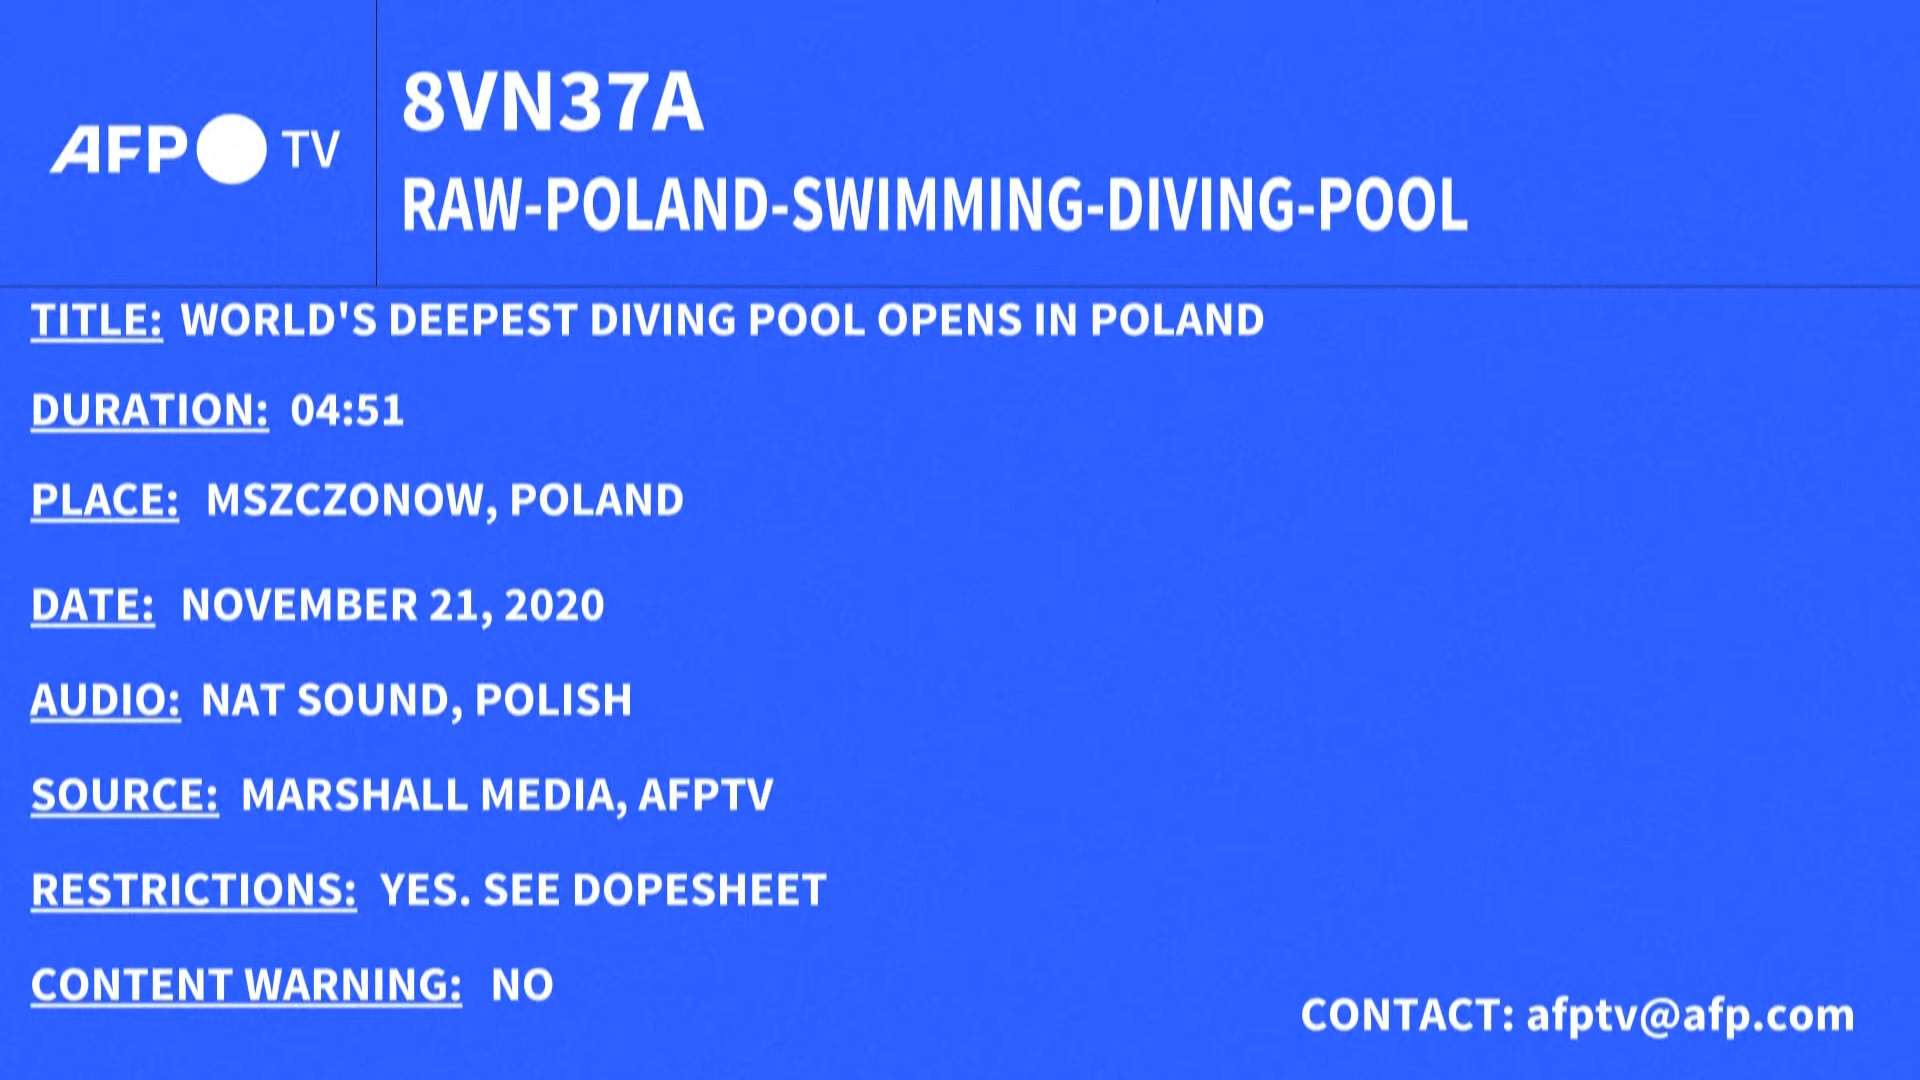 AFP TV
8VN37A
RAW-POLAND-SWIMMING-DIVING-POOL
TITLE: WORLD'S DEEPEST DIVING POOL OPENS IN POLAND
DURATION: 04:51
PLACE: MSZCZONOW, POLAND
DATE: NOVEMBER 21, 2020
AUDIO: NAT SOUND, POLISH
SOURCE: MARSHALL MEDIA, AFPTV
RESTRICTIONS: YES. SEE DOPESHEET
CONTENT WARNING: NO
CONTACT: afptv@afp.com